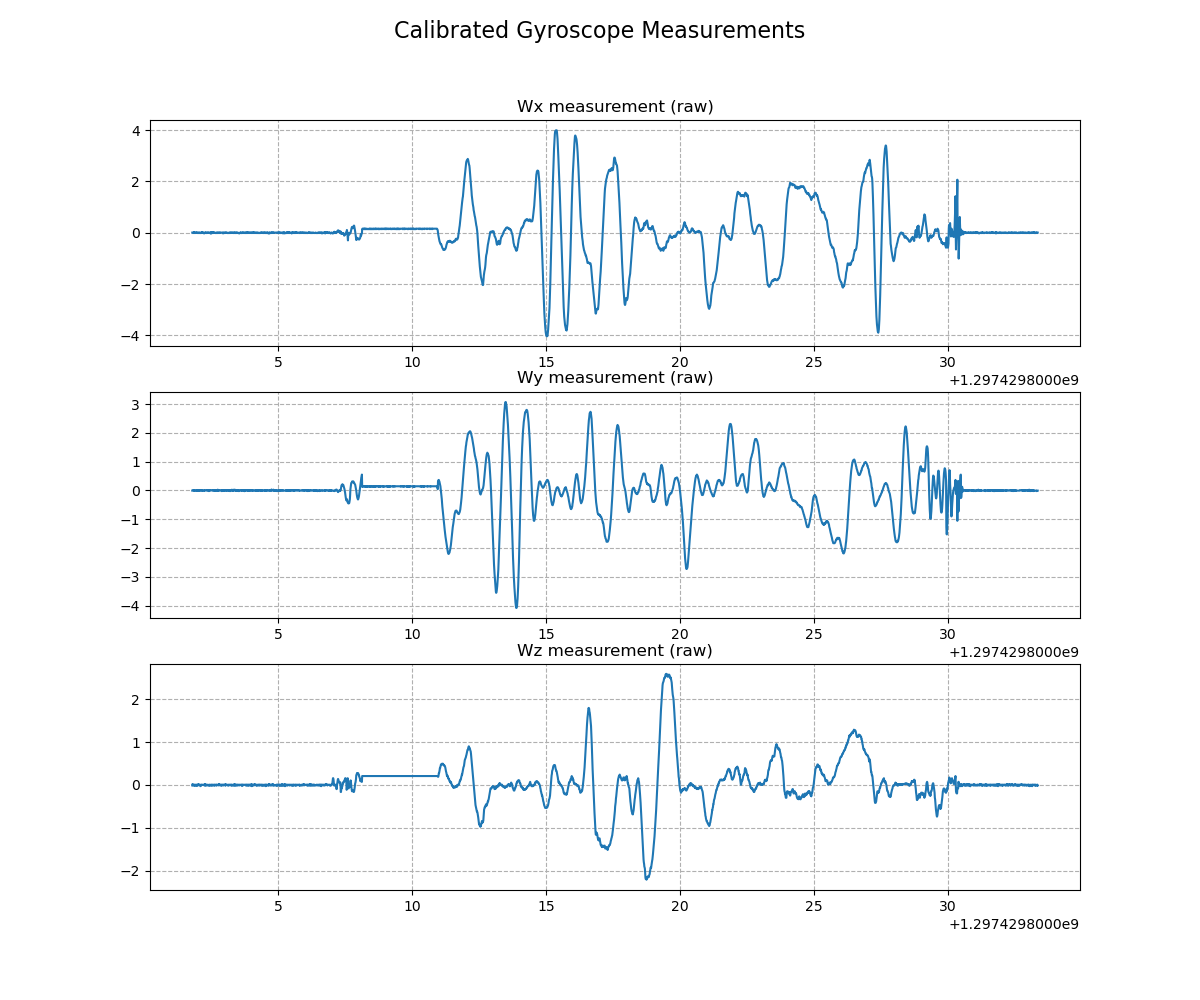 Calibrated Gyroscope Measurements
Wx measurement (raw)
4
2
0
−2
−4
5 10 15 20 25 30
+1.2974298000e9
Wy measurement (raw)
3
2
1
0
−1
−2
−3
−4
5 10 15 20 25 30
+1.2974298000e9
Wz measurement (raw)
2
1
0
−1
−2
5 10 15 20 25 30
+1.2974298000e9